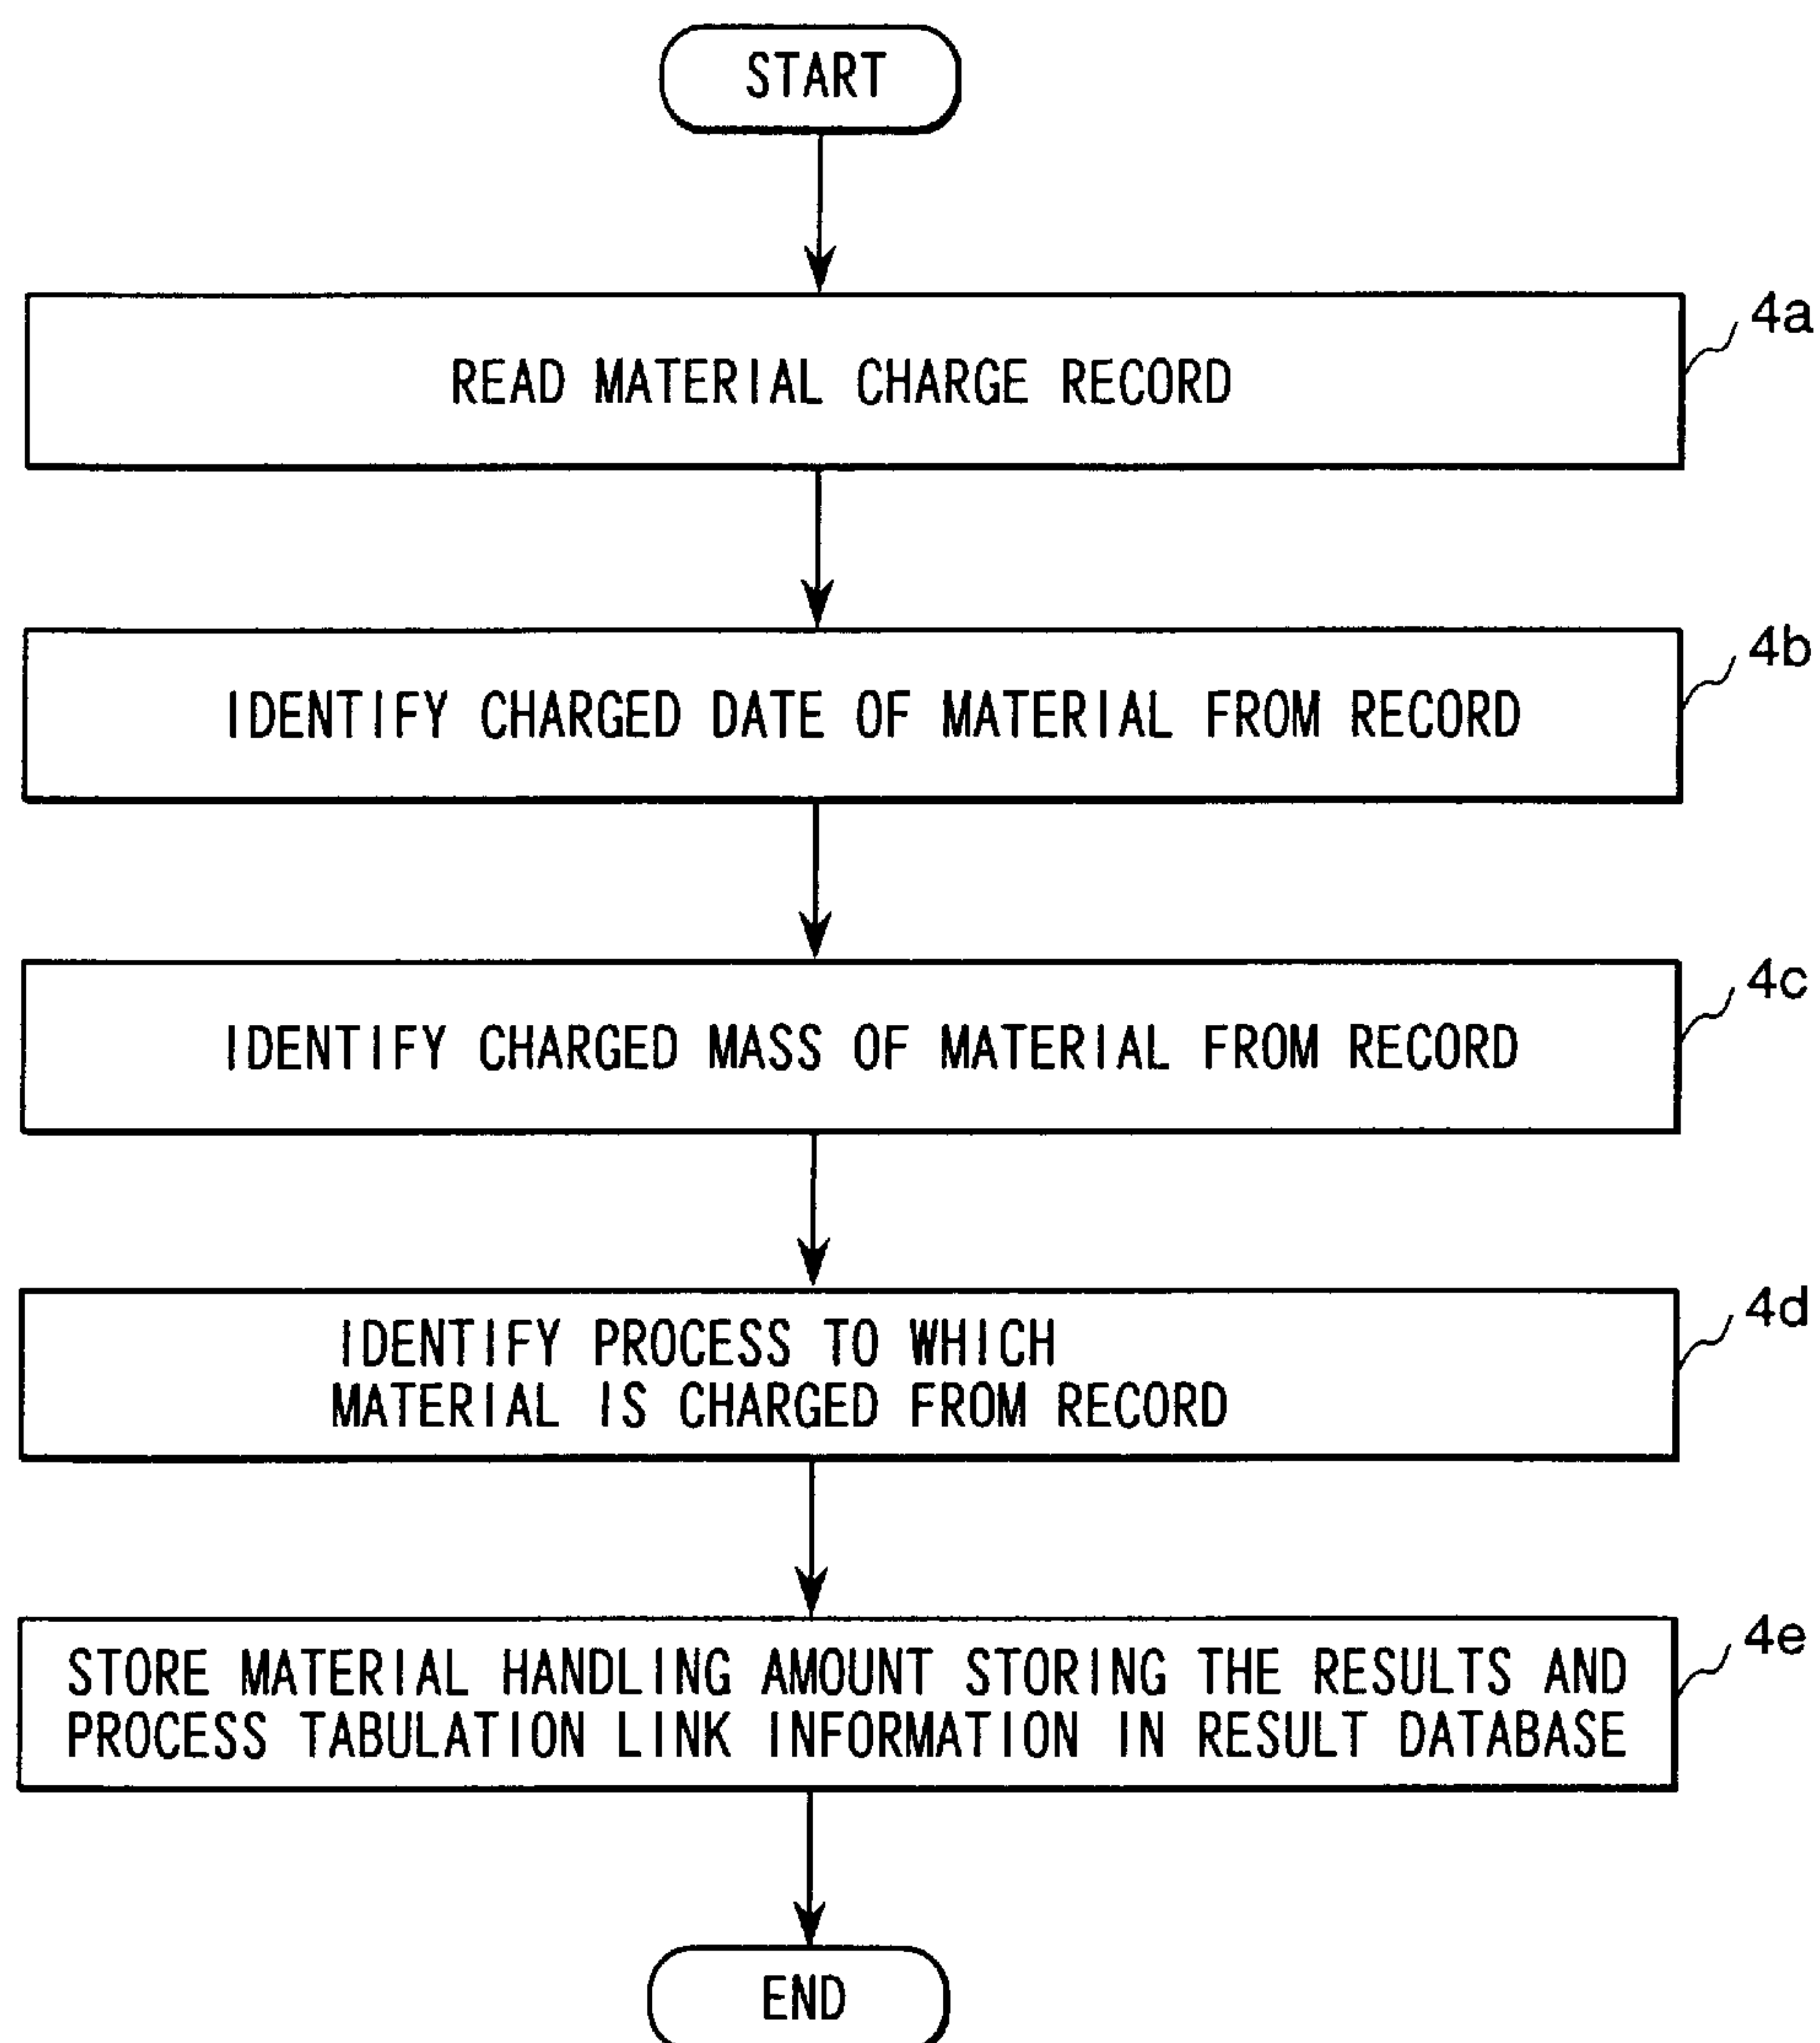 START
READ MATERIAL CHARGE RECORD
4a
IDENTIFY CHARGED DATE OF MATERIAL FROM RECORD
4b
IDENTIFY CHARGED MASS OF MATERIAL FROM RECORD
4c
IDENTIFY PROCESS TO WHICH
MATERIAL IS CHARGED FROM RECORD
4d
STORE MATERIAL HANDLING AMOUNT STORING THE RESULTS AND
PROCESS TABULATION LINK INFORMATION IN RESULT DATABASE
4e
END